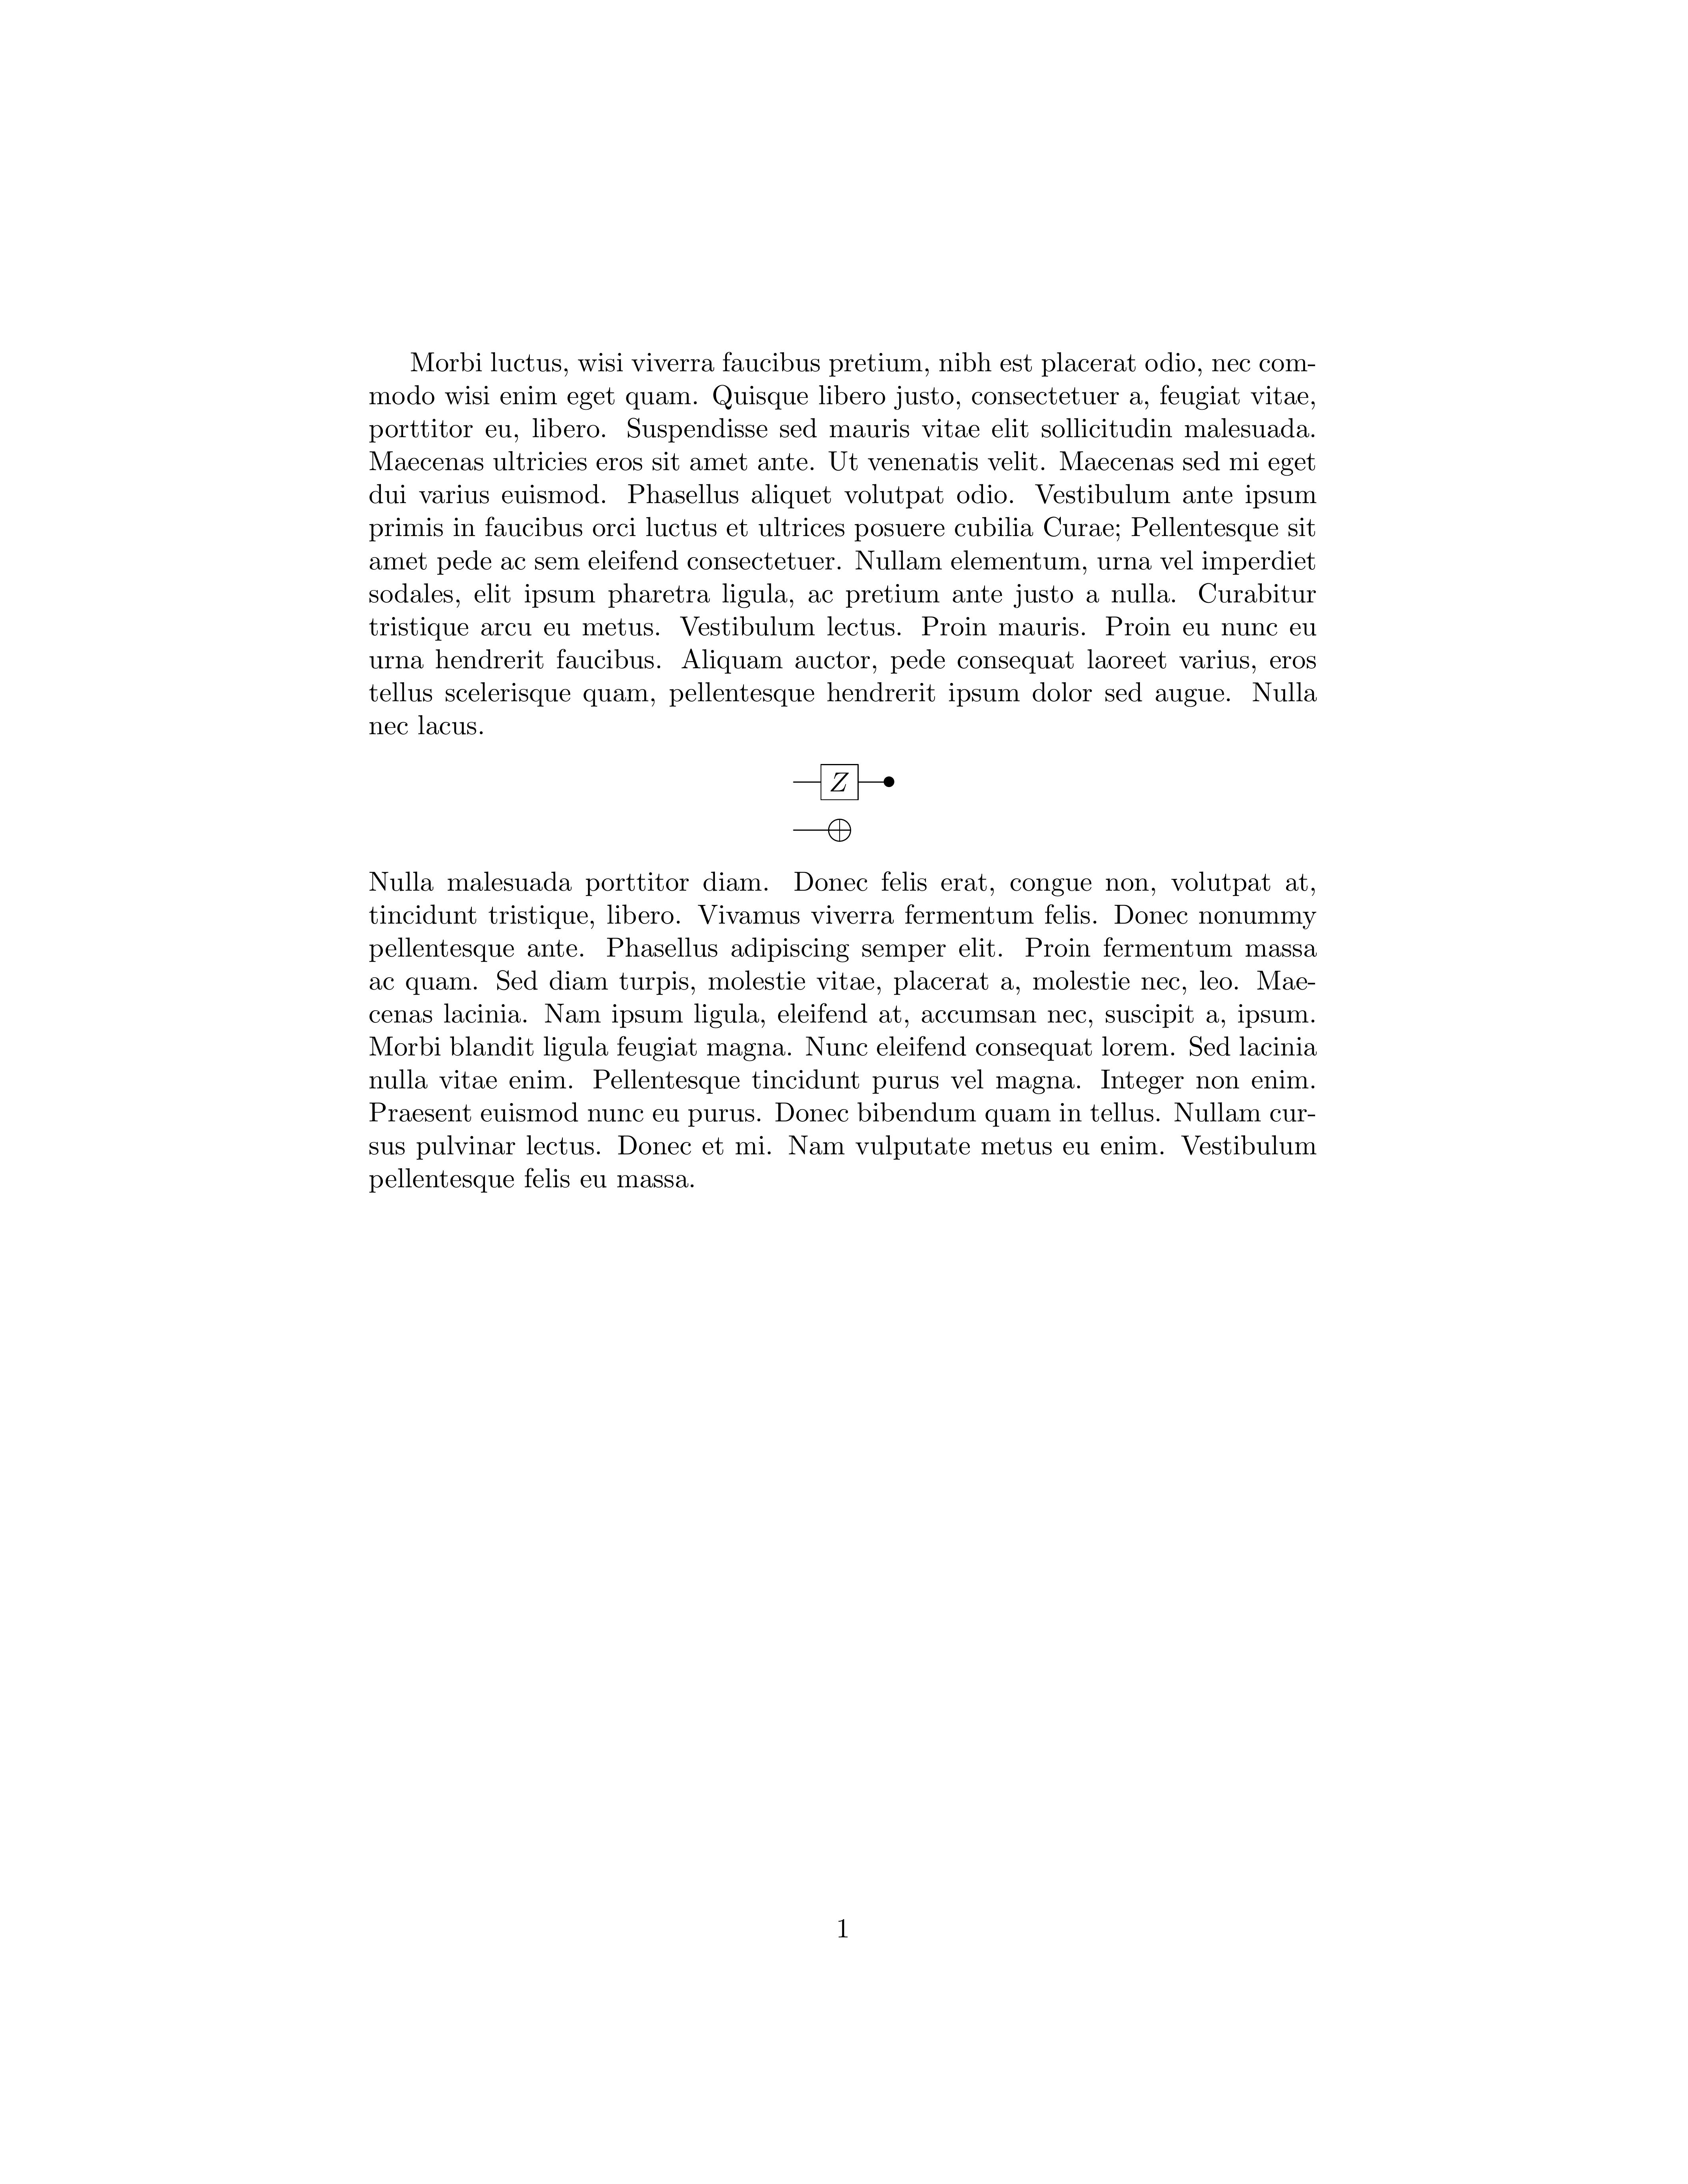 Morbi luctus, wisi viverra faucibus pretium, nibh est placerat odio, nec com-
modo wisi enim eget quam. Quisque libero justo, consectetuer a, feugiat vitae,
porttitor eu, libero. Suspendisse sed mauris vitae elit sollicitudin malesuada.
Maecenas ultricies eros sit amet ante. Ut venenatis velit. Maecenas sed mi eget
dui varius euismod. Phasellus aliquet volutpat odio. Vestibulum ante ipsum
primis in faucibus orci luctus et ultrices posuere cubilia Curae; Pellentesque sit
amet pede ac sem eleifend consectetuer. Nullam elementum, urna vel imperdiet
sodales, elit ipsum pharetra ligula, ac pretium ante justo a nulla. Curabitur
tristique arcu eu metus. Vestibulum lectus. Proin mauris. Proin eu nunc eu
urna hendrerit faucibus. Aliquam auctor, pede consequat laoreet varius, eros
tellus scelerisque quam, pellentesque hendrerit ipsum dolor sed augue. Nulla
nec lacus.
Z
Nulla malesuada porttitor diam. Donec felis erat, congue non, volutpat at,
tincidunt tristique, libero. Vivamus viverra fermentum felis. Donec nonummy
pellentesque ante. Phasellus adipiscing semper elit. Proin fermentum massa
ac quam. Sed diam turpis, molestie vitae, placerat a, molestie nec, leo. Mae-
cenas lacinia. Nam ipsum ligula, eleifend at, accumsan nec, suscipit a, ipsum.
Morbi blandit ligula feugiat magna. Nunc eleifend consequat lorem. Sed lacinia
nulla vitae enim. Pellentesque tincidunt purus vel magna. Integer non enim.
Praesent euismod nunc eu purus. Donec bibendum quam in tellus. Nullam cur-
sus pulvinar lectus. Donec et mi. Nam vulputate metus eu enim. Vestibulum
pellentesque felis eu massa.
1